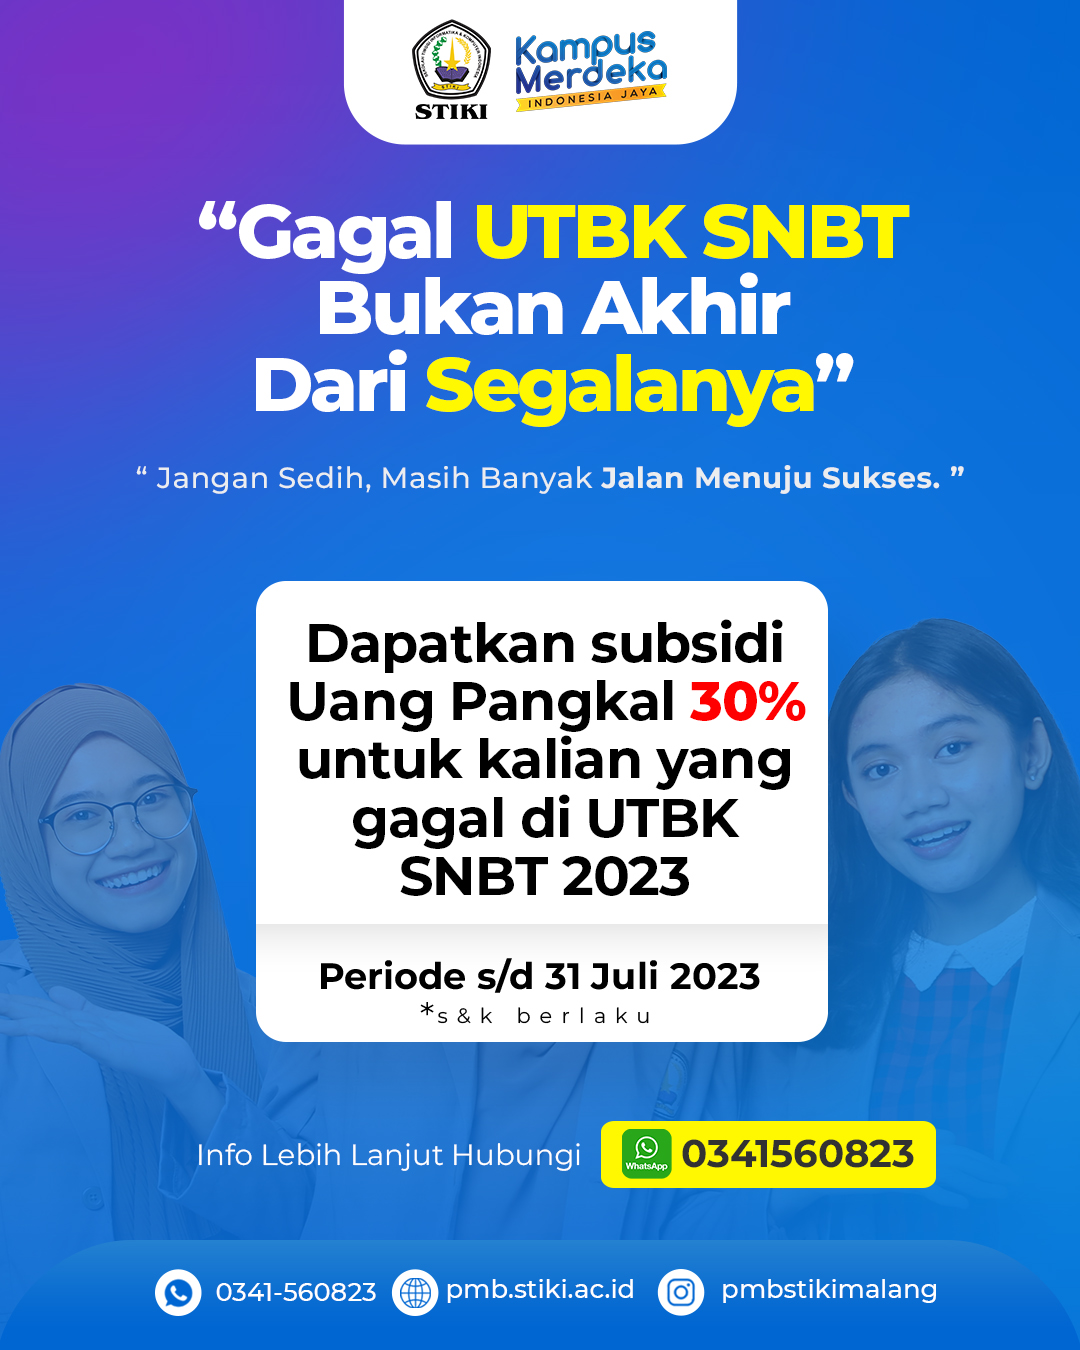 STIKI
Kampus
Merdeka
INDONESIA JAYA
“Gagal UTBK SNBT
Bukan Akhir
Dari Segalanya”
“ Jangan Sedih, Masih Banyak Jalan Menuju Sukses. ”
Dapatkan subsidi
Uang Pangkal 30%
untuk kalian yang
gagal di UTBK
SNBT 2023
Periode s/d 31 Juli 2023
*s&k berlaku
Info Lebih Lanjut Hubungi
WhatsApp
0341560823
0341-560823
pmb.stiki.ac.id
pmbstikimalang